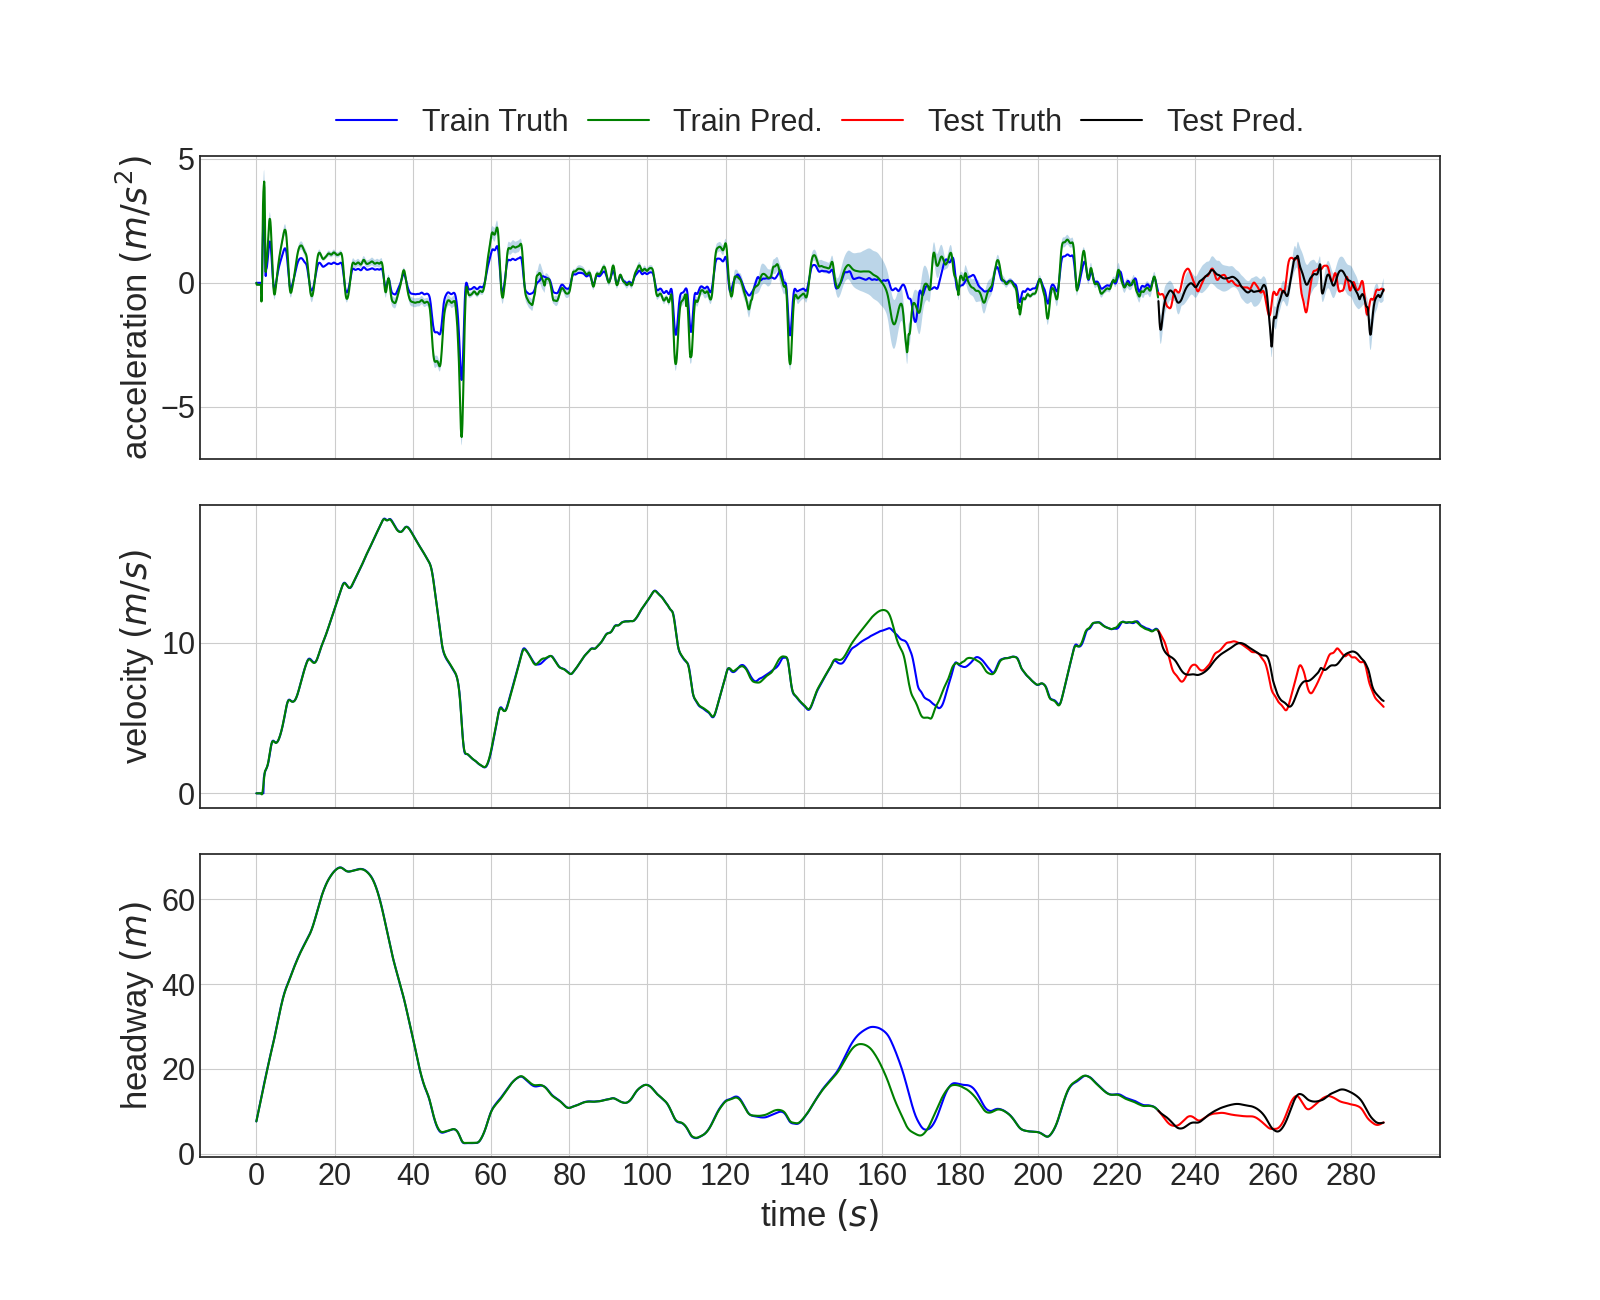 Train Truth Train Pred. Test Truth Test Pred.
acceleration (m/s²)
5
0
−5
velocity (m/s)
10
0
headway (m)
60
40
20
0
0 20 40 60 80 100 120 140 160 180 200 220 240 260 280
time (s)